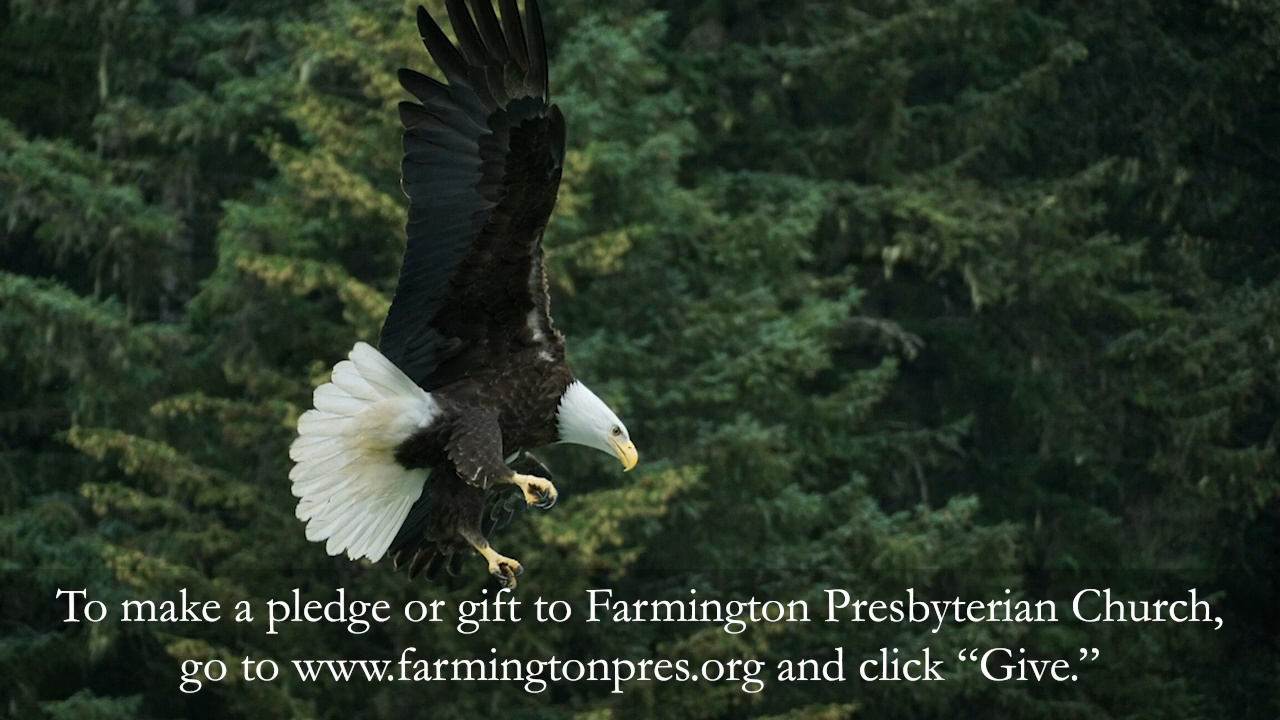 To make a pledge or gift to Farmington Presbyterian Church,
go to www.farmingtonpres.org and click “Give.”